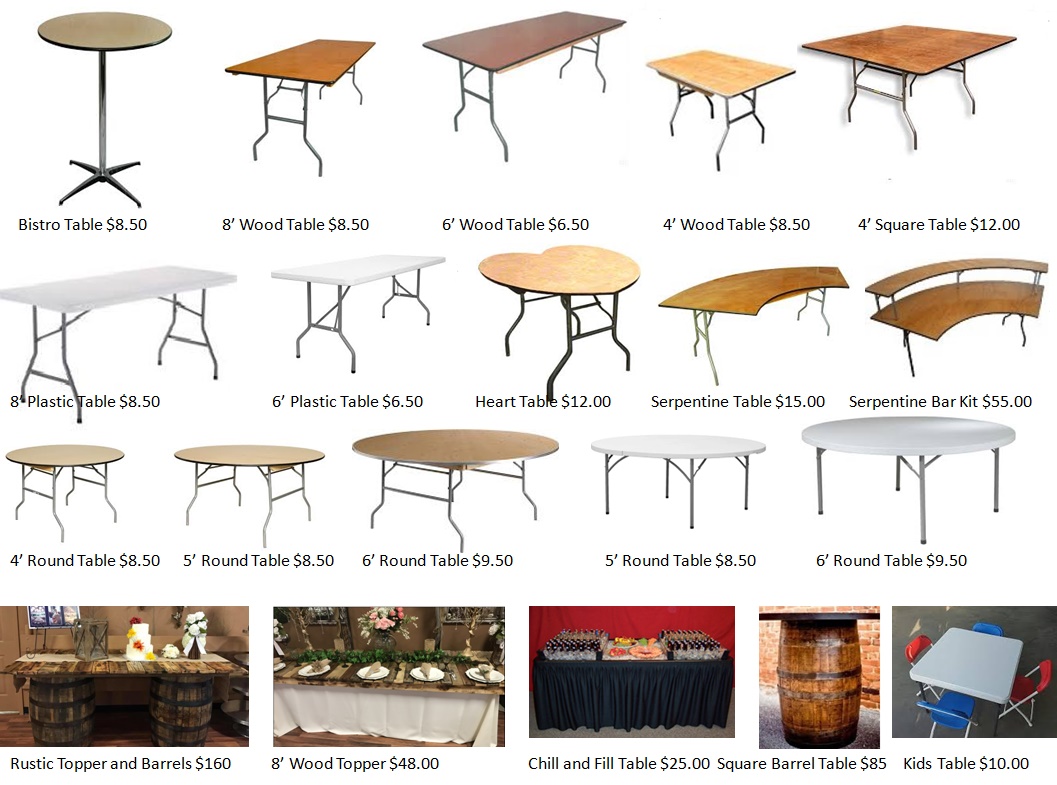 Bistro Table $8.50
8’ Wood Table $8.50
6’ Wood Table $6.50
4’ Wood Table $8.50
4’ Square Table $12.00
8’ Plastic Table $8.50
6’ Plastic Table $6.50
Heart Table $12.00
Serpentine Table $15.00
Serpentine Bar Kit $55.00
4’ Round Table $8.50
5’ Round Table $8.50
6’ Round Table $9.50
5’ Round Table $8.50
6’ Round Table $9.50
Rustic Topper and Barrels $160
8’ Wood Topper $48.00
Chill and Fill Table $25.00
Square Barrel Table $85
Kids Table $10.00